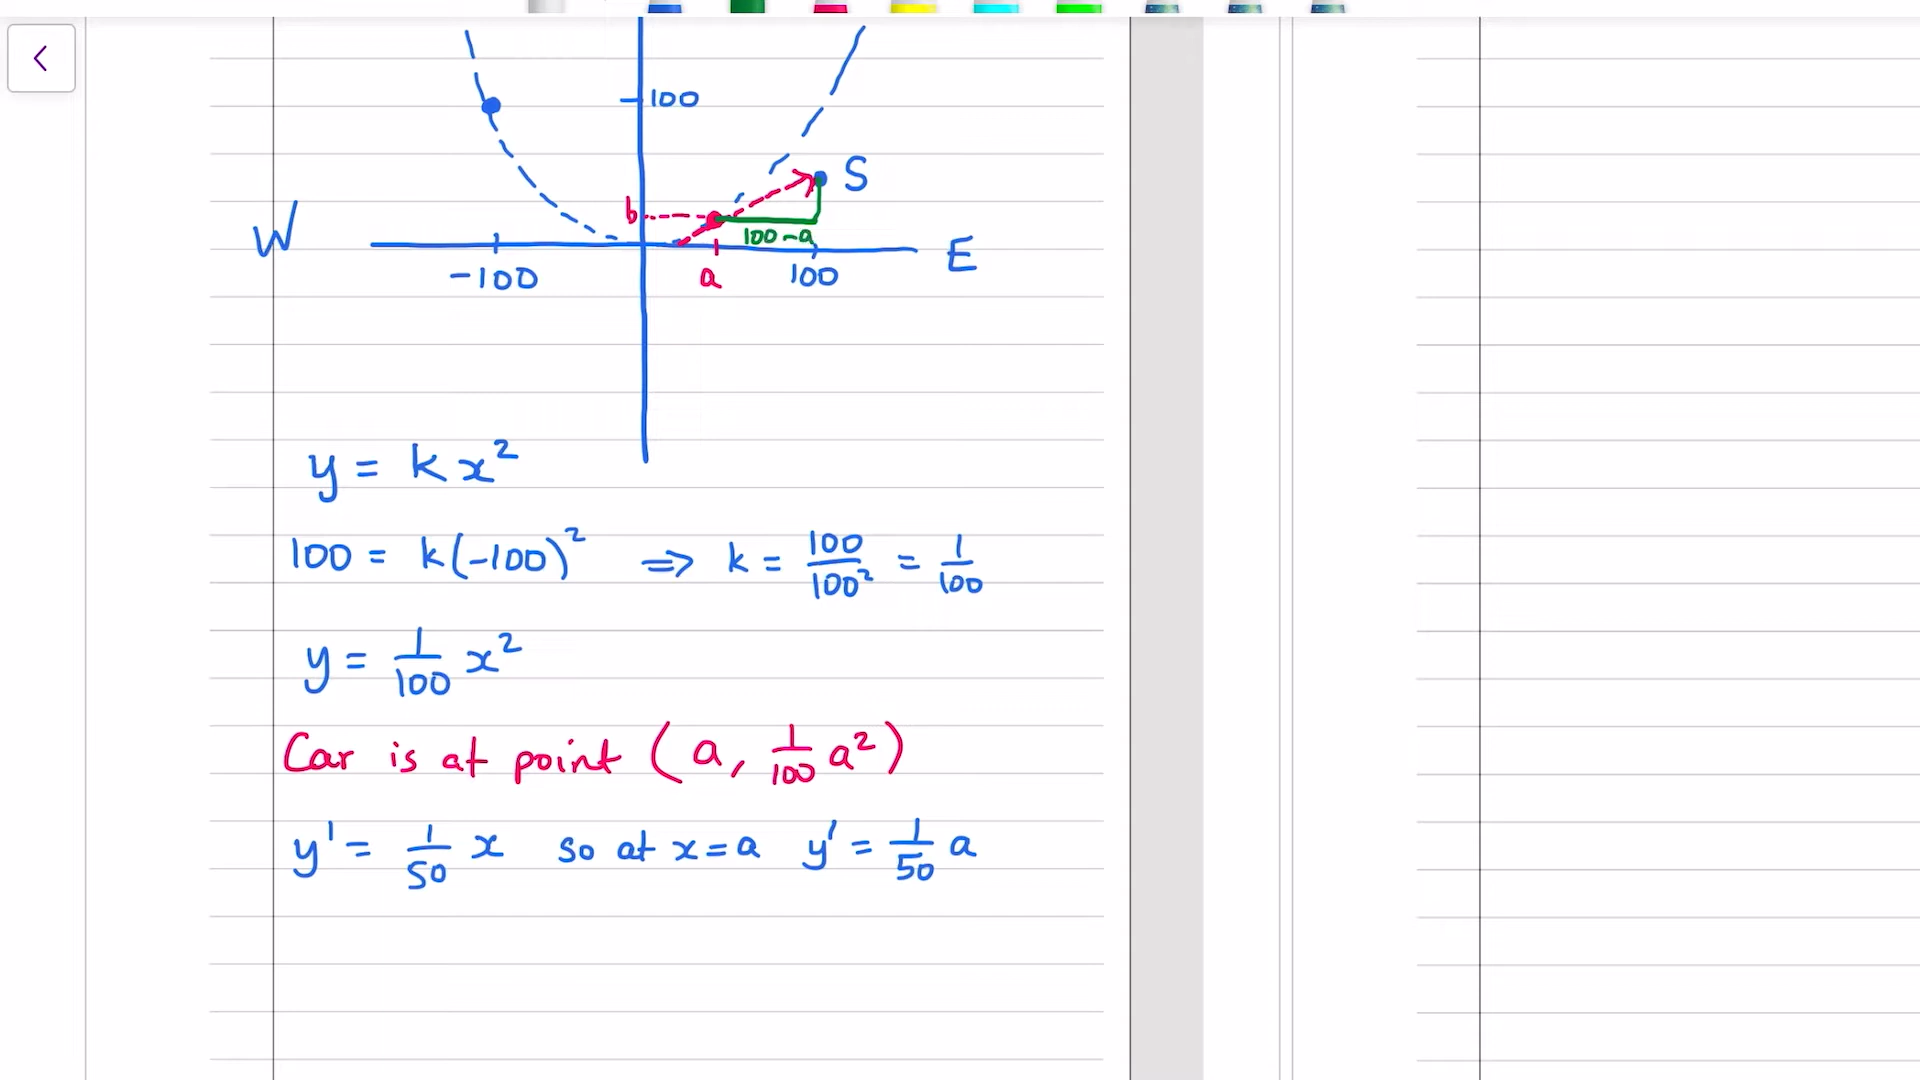 100
S
b
100-a
W
E
-100
a
100
y = kx²
100 = k(-100)² ⇒ k = 100/100² = 1/100
y = 1/100 x²
Car is at point (a, 1/100 a²)
y' = 1/50 x so at x=a y' = 1/50 a